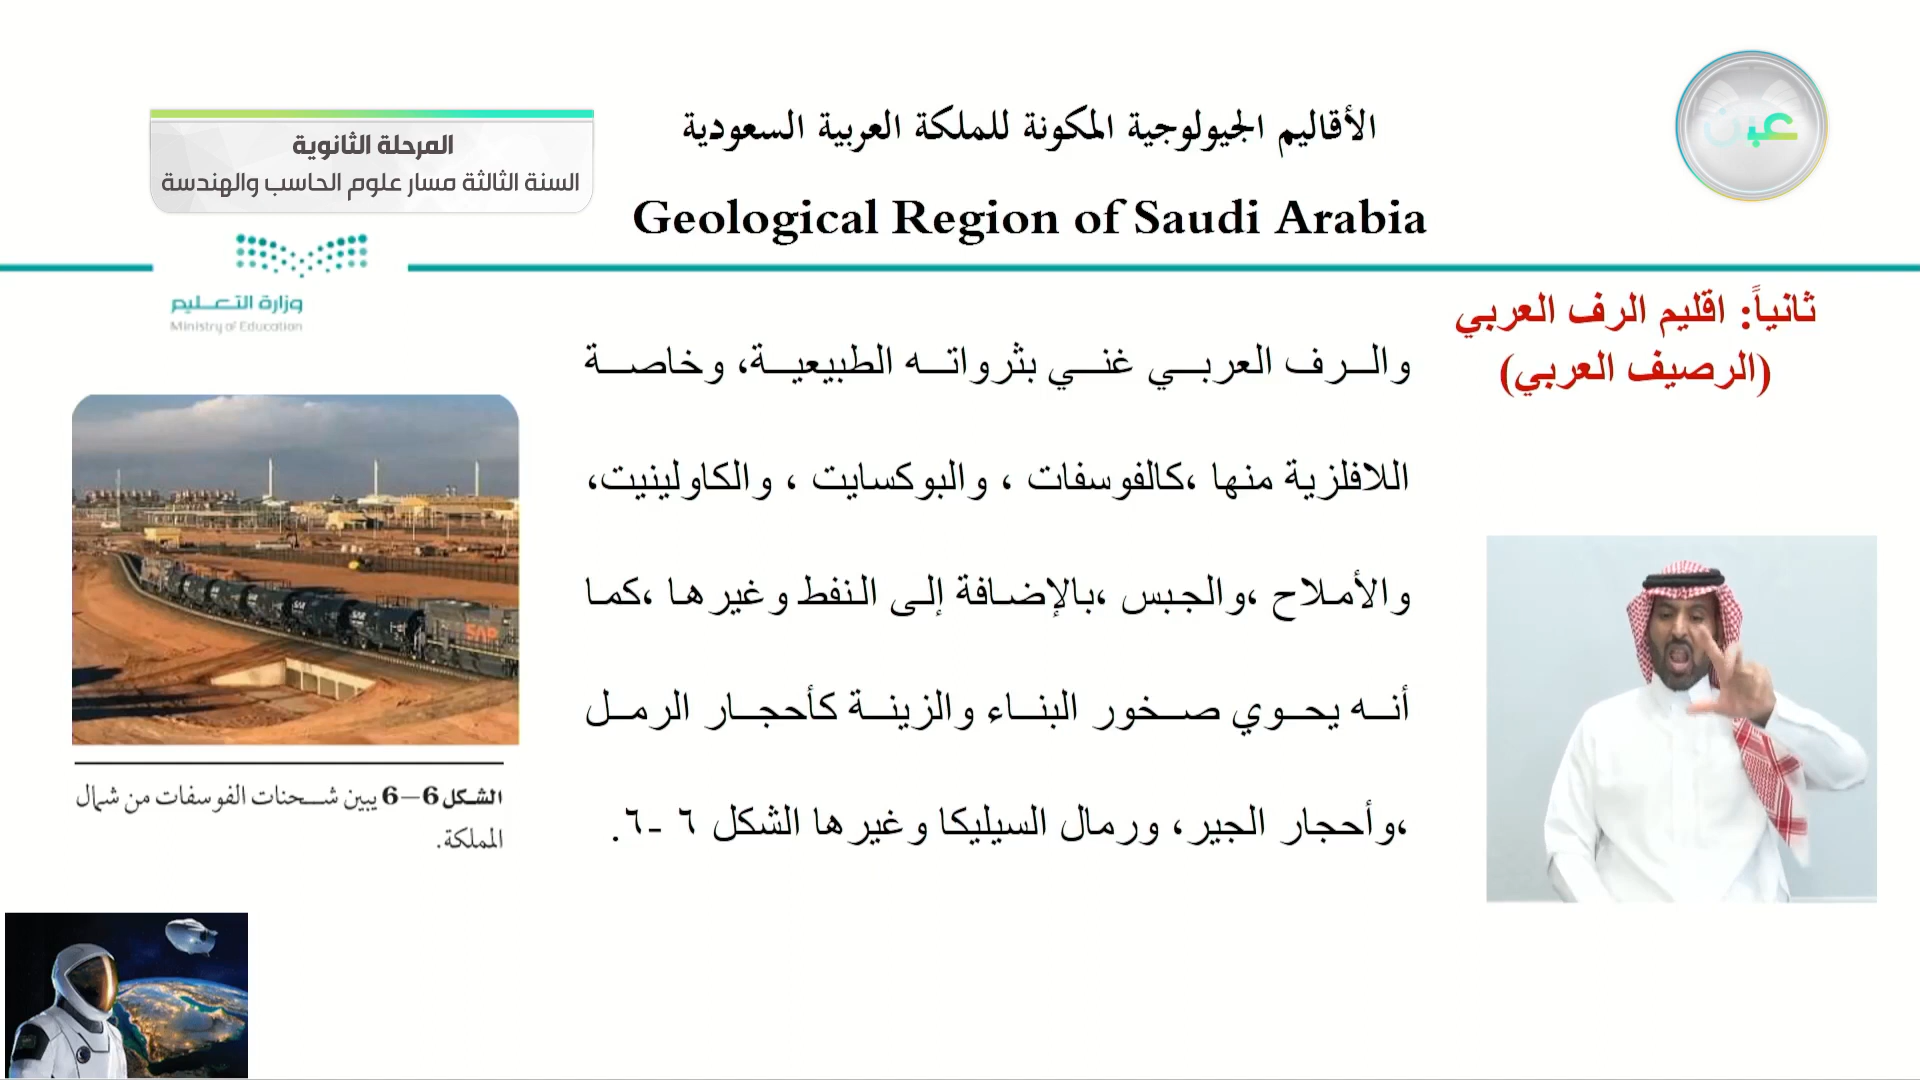 الأقاليم الجيولوجية المكونة للملكة العربية السعودية
Geological Region of Saudi Arabia
عين
المرحلة الثانوية
السنة الثالثة مسار علوم الحاسب والهندسة
وزارة التعليم
Ministry of Education
ثانياً: اقليم الرف العربي
(الرصيف العربي)
والرف العربي غني بثرواته الطبيعية، وخاصة
اللافلزية منها ،كالفوسفات ، والبوكسايت ، والكاولينيت،
والأملاح ،والجبس ،بالإضافة إلى النفط وغيرها ،كما
أنه يحوي صخور البناء والزينة كأحجار الرمل
،وأحجار الجير، ورمال السيليكا وغيرها الشكل ٦ -٦.
SAR
الشكل 6–6 يبين شحنات الفوسفات من شمال
المملكة.